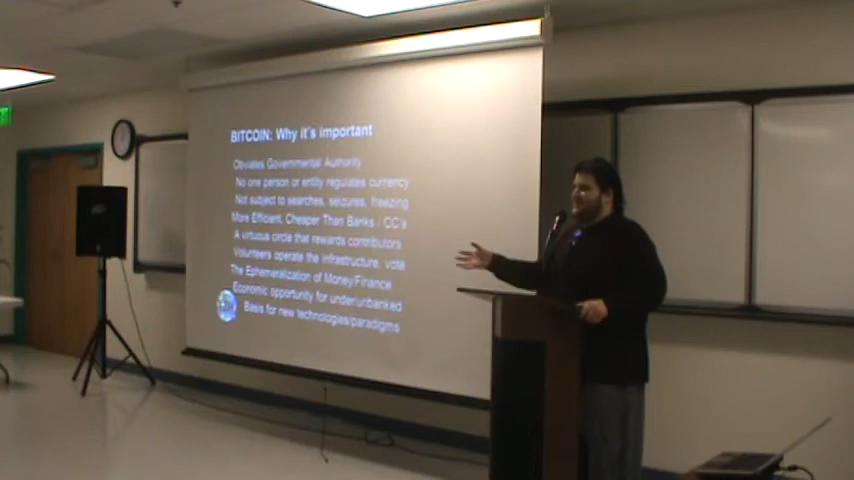 BITCOIN: Why it's important
Obviates Governmental Authority
No one person or entity regulates currency
Not subject to searches, seizures, freezing
More Efficient, Cheaper Than Banks / CC's
A virtuous circle that rewards contributors
Volunteers operate the infrastructure, vote
The Ephemeralization of Money/Finance
Economic opportunity for under/unbanked
Basis for new technologies/paradigms